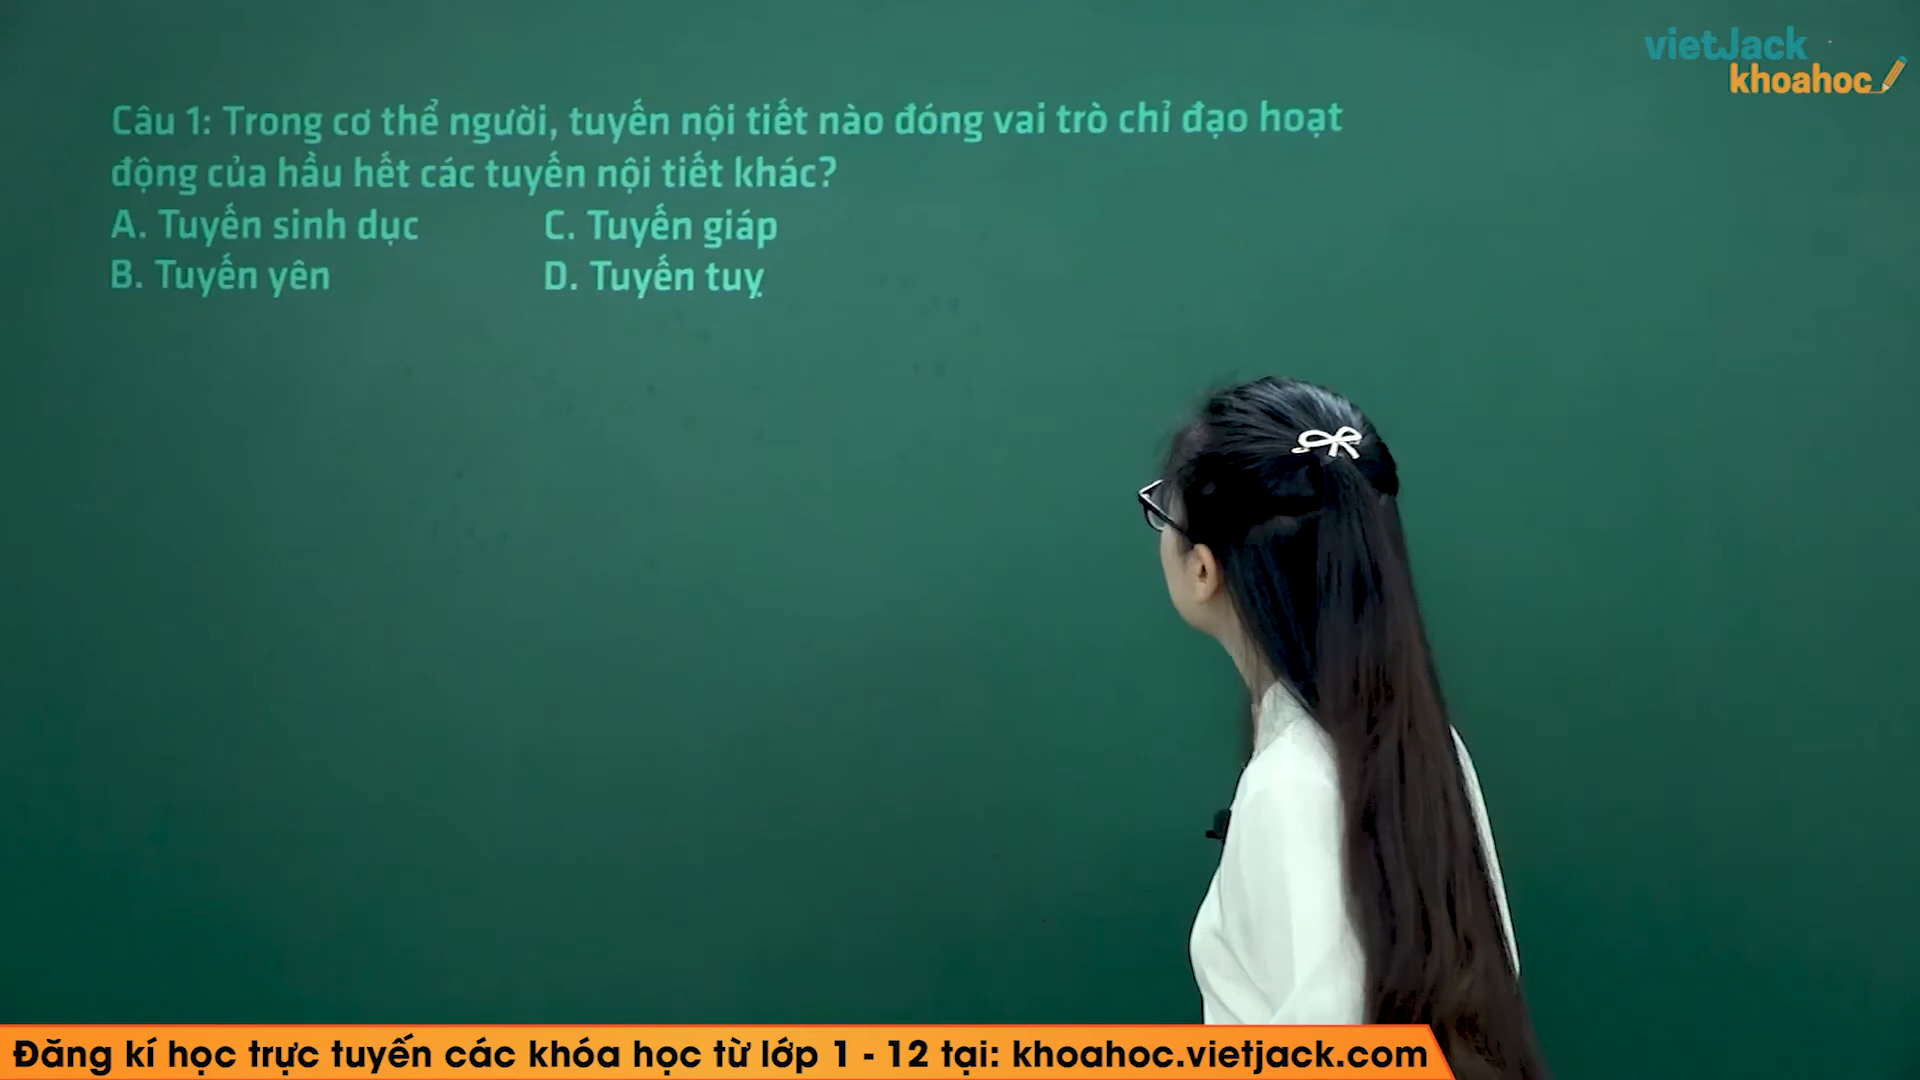 vietJack
khoahoc
Câu 1: Trong cơ thể người, tuyến nội tiết nào đóng vai trò chỉ đạo hoạt
động của hầu hết các tuyến nội tiết khác?
A. Tuyến sinh dục C. Tuyến giáp
B. Tuyến yên D. Tuyến tuỵ
Đăng kí học trực tuyến các khóa học từ lớp 1 - 12 tại: khoahoc.vietjack.com